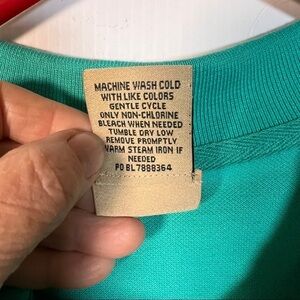 MACHINE WASH COLD
WITH LIKE COLORS
GENTLE CYCLE
ONLY NON-CHLORINE
BLEACH WHEN NEEDED
TUMBLE DRY LOW
REMOVE PROMPTLY
WARM STEAM IRON IF
NEEDED
PO BL7888364